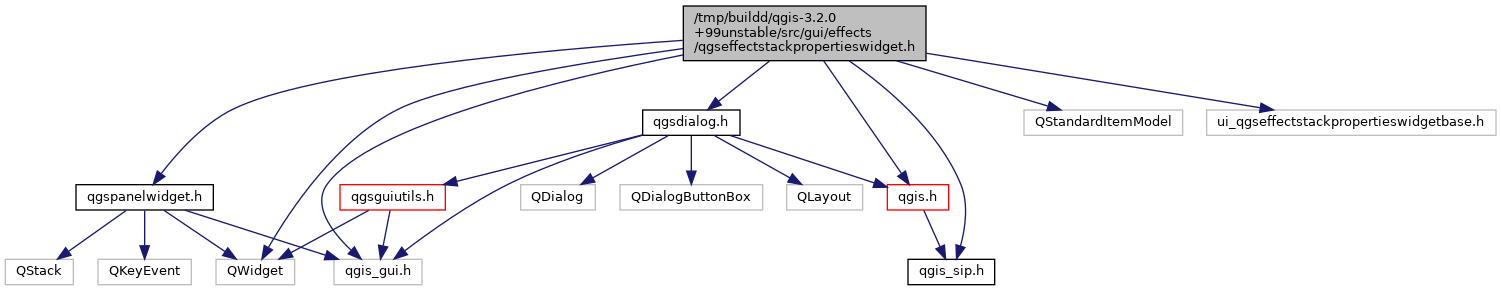 /tmp/buildd/qgis-3.2.0
+99unstable/src/gui/effects
/qgseffectstackpropertieswidget.h
qgsdialog.h
QStandardItemModel
ui_qgseffectstackpropertieswidgetbase.h
qgspanelwidget.h
qgsguiutils.h
QDialog
QDialogButtonBox
QLayout
qgis.h
QStack
QKeyEvent
QWidget
qgis_gui.h
qgis_sip.h